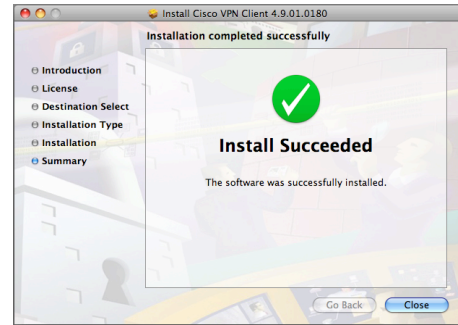 Install Cisco VPN Client 4.9.01.0180
Installation completed successfully
Introduction
License
Destination Select
Installation Type
Installation
Summary
Install Succeeded
The software was successfully installed.
Go Back
Close